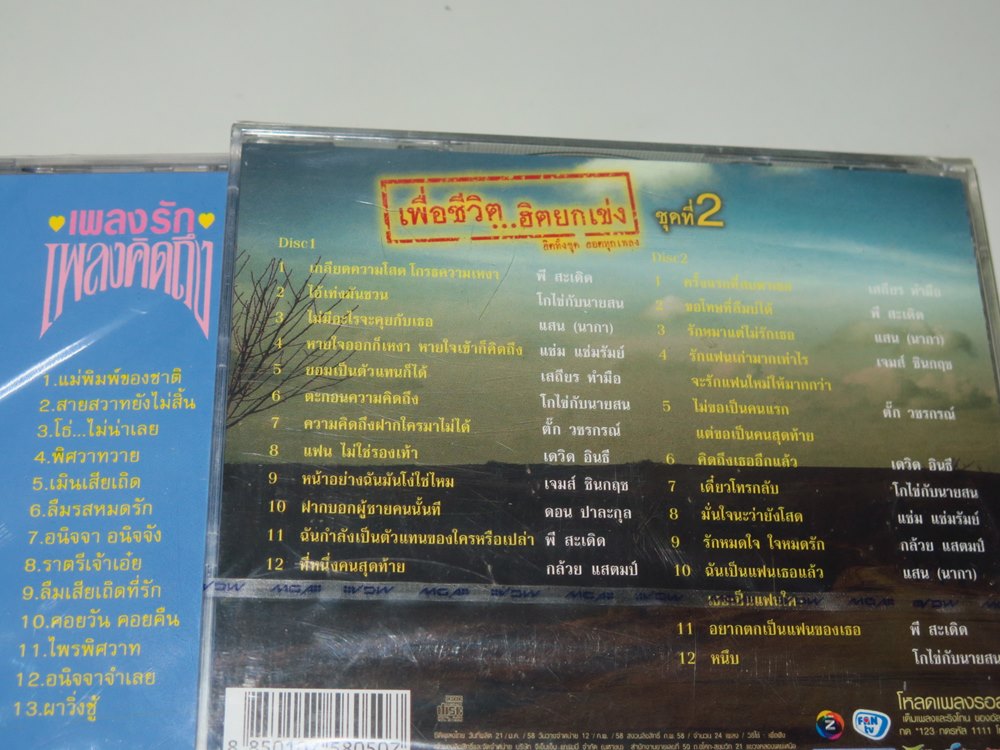 เพลงรัก
เพลงคิดถึง
1.แม่พิมพ์ของชาติ
2.สายสวาทยังไม่สิ้น
3.โธ่...ไม่น่าเลย
4.พิศวาทวาย
5.เมินเสียเถิด
6.ลืมรสหมดรัก
7.อนิจจา อนิจจัง
8.ราตรีเจ้าเอ๋ย
9.ลืมเสียเถิดที่รัก
10.คอยวัน คอยคืน
11.ไพรพิศวาท
12.อนิจจาจำเลย
13.ผาวิ่งชู้
เพื่อชีวิต...ฮิตยกเข่ง ชุดที่ 2
ฮิตทั้งชุด ฮอตทุกเพลง
Disc1
1 เกลียดความโสด โกรธความเหงา พี สะเดิด
2 ไอ้เท่งมันชวน โกไข่กับนายสน
3 ไม่มีอะไรจะคุยกับเธอ แสน (นากา)
4 หายใจออกก็เหงา หายใจเข้าก็คิดถึง แช่ม แช่มรัมย์
5 ยอมเป็นตัวแทนก็ได้ เสถียร ทำมือ
6 ตะกอนความคิดถึง โกไข่กับนายสน
7 ความคิดถึงฝากใครมาไม่ได้ ตั๊ก วชรกรณ์
8 แฟน ไม่ใช่รองเท้า เดวิด อินธี
9 หน้าอย่างฉันมันโง่ใช่ไหม เจมส์ ชินกฤช
10 ฝากบอกผู้ชายคนนั้นที ดอน ปาละกุล
11 ฉันกำลังเป็นตัวแทนของใครหรือเปล่า พี สะเดิด
12 ที่หนึ่งคนสุดท้าย กล้วย แสตมป์
Disc2
1 เสถียร ทำมือ
2 ขอโทษที่ลืมบ่ได้ พี สะเดิด
3 รักหมาแต่ไม่รักเธอ แสน (นากา)
4 รักแฟนเก่ามากเท่าไร เจมส์ ชินกฤช
จะรักแฟนใหม่ให้มากกว่า
5 ไม่ขอเป็นคนแรก ตั๊ก วชรกรณ์
แต่ขอเป็นคนสุดท้าย
6 คิดถึงเธออีกแล้ว เดวิด อินธี
7 เดี๋ยวโทรกลับ โกไข่กับนายสน
8 มั่นใจนะว่ายังโสด แช่ม แช่มรัมย์
9 รักหมดใจ ใจหมดรัก กล้วย แสตมป์
10 ฉันเป็นแฟนเธอแล้ว แสน (นากา)
เธอเป็นแฟนใคร
11 อยากตกเป็นแฟนของเธอ พี สะเดิด
12 หนึบ โกไข่กับนายสน
โหลดเพลงรอสาย
FAN tv